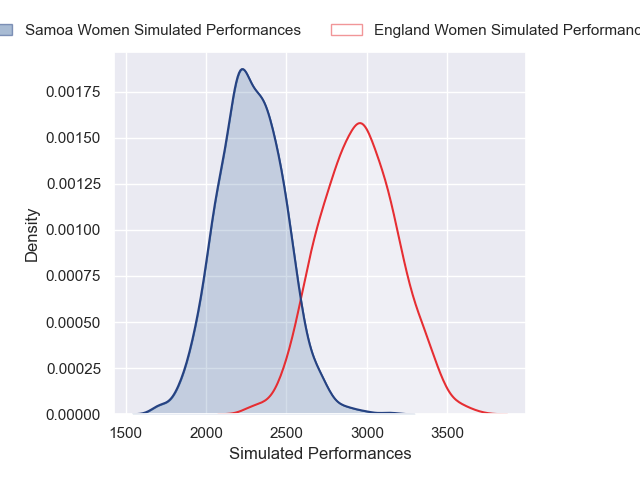 Samoa Women Simulated Performances England Women Simulated Performanc
0.00175
0.00150
0.00125
0.00100
0.00075
0.00050
0.00025
0.00000
Density
1500 2000 2500 3000 3500
Simulated Performances